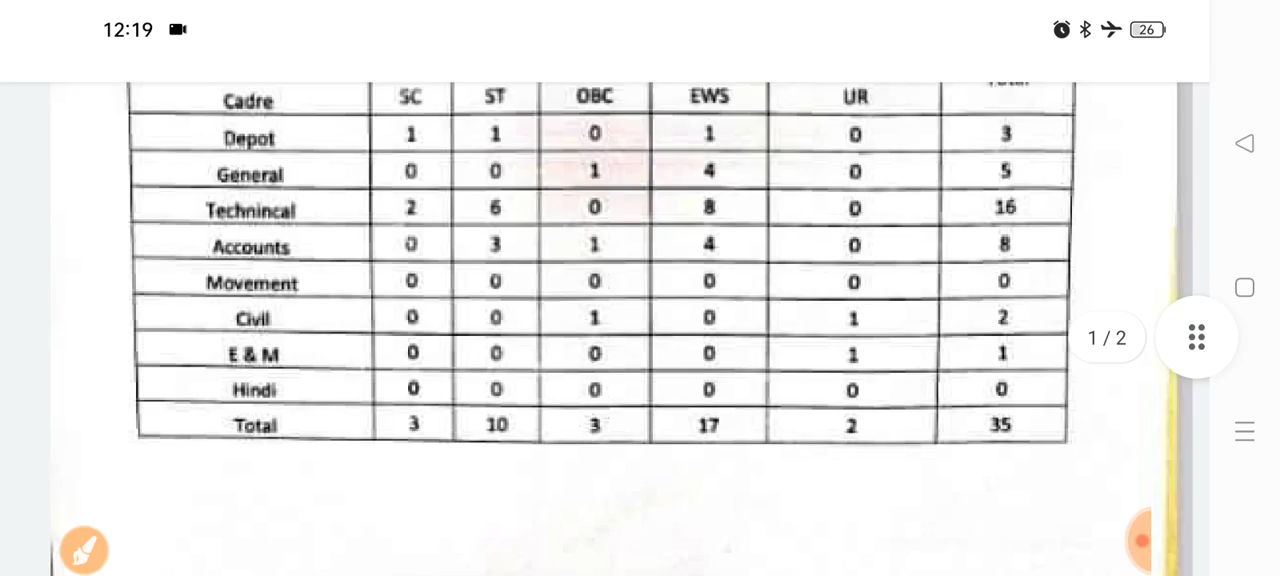 12:19
26
Cadre SC ST OBC EWS UR Total
Depot 1 1 0 1 0 3
General 0 0 1 4 0 5
Technincal 2 6 0 8 0 16
Accounts 0 3 1 4 0 8
Movement 0 0 0 0 0 0
Civil 0 0 1 0 1 2
E & M 0 0 0 0 1 1
Hindi 0 0 0 0 0 0
Total 3 10 3 17 2 35
1/2